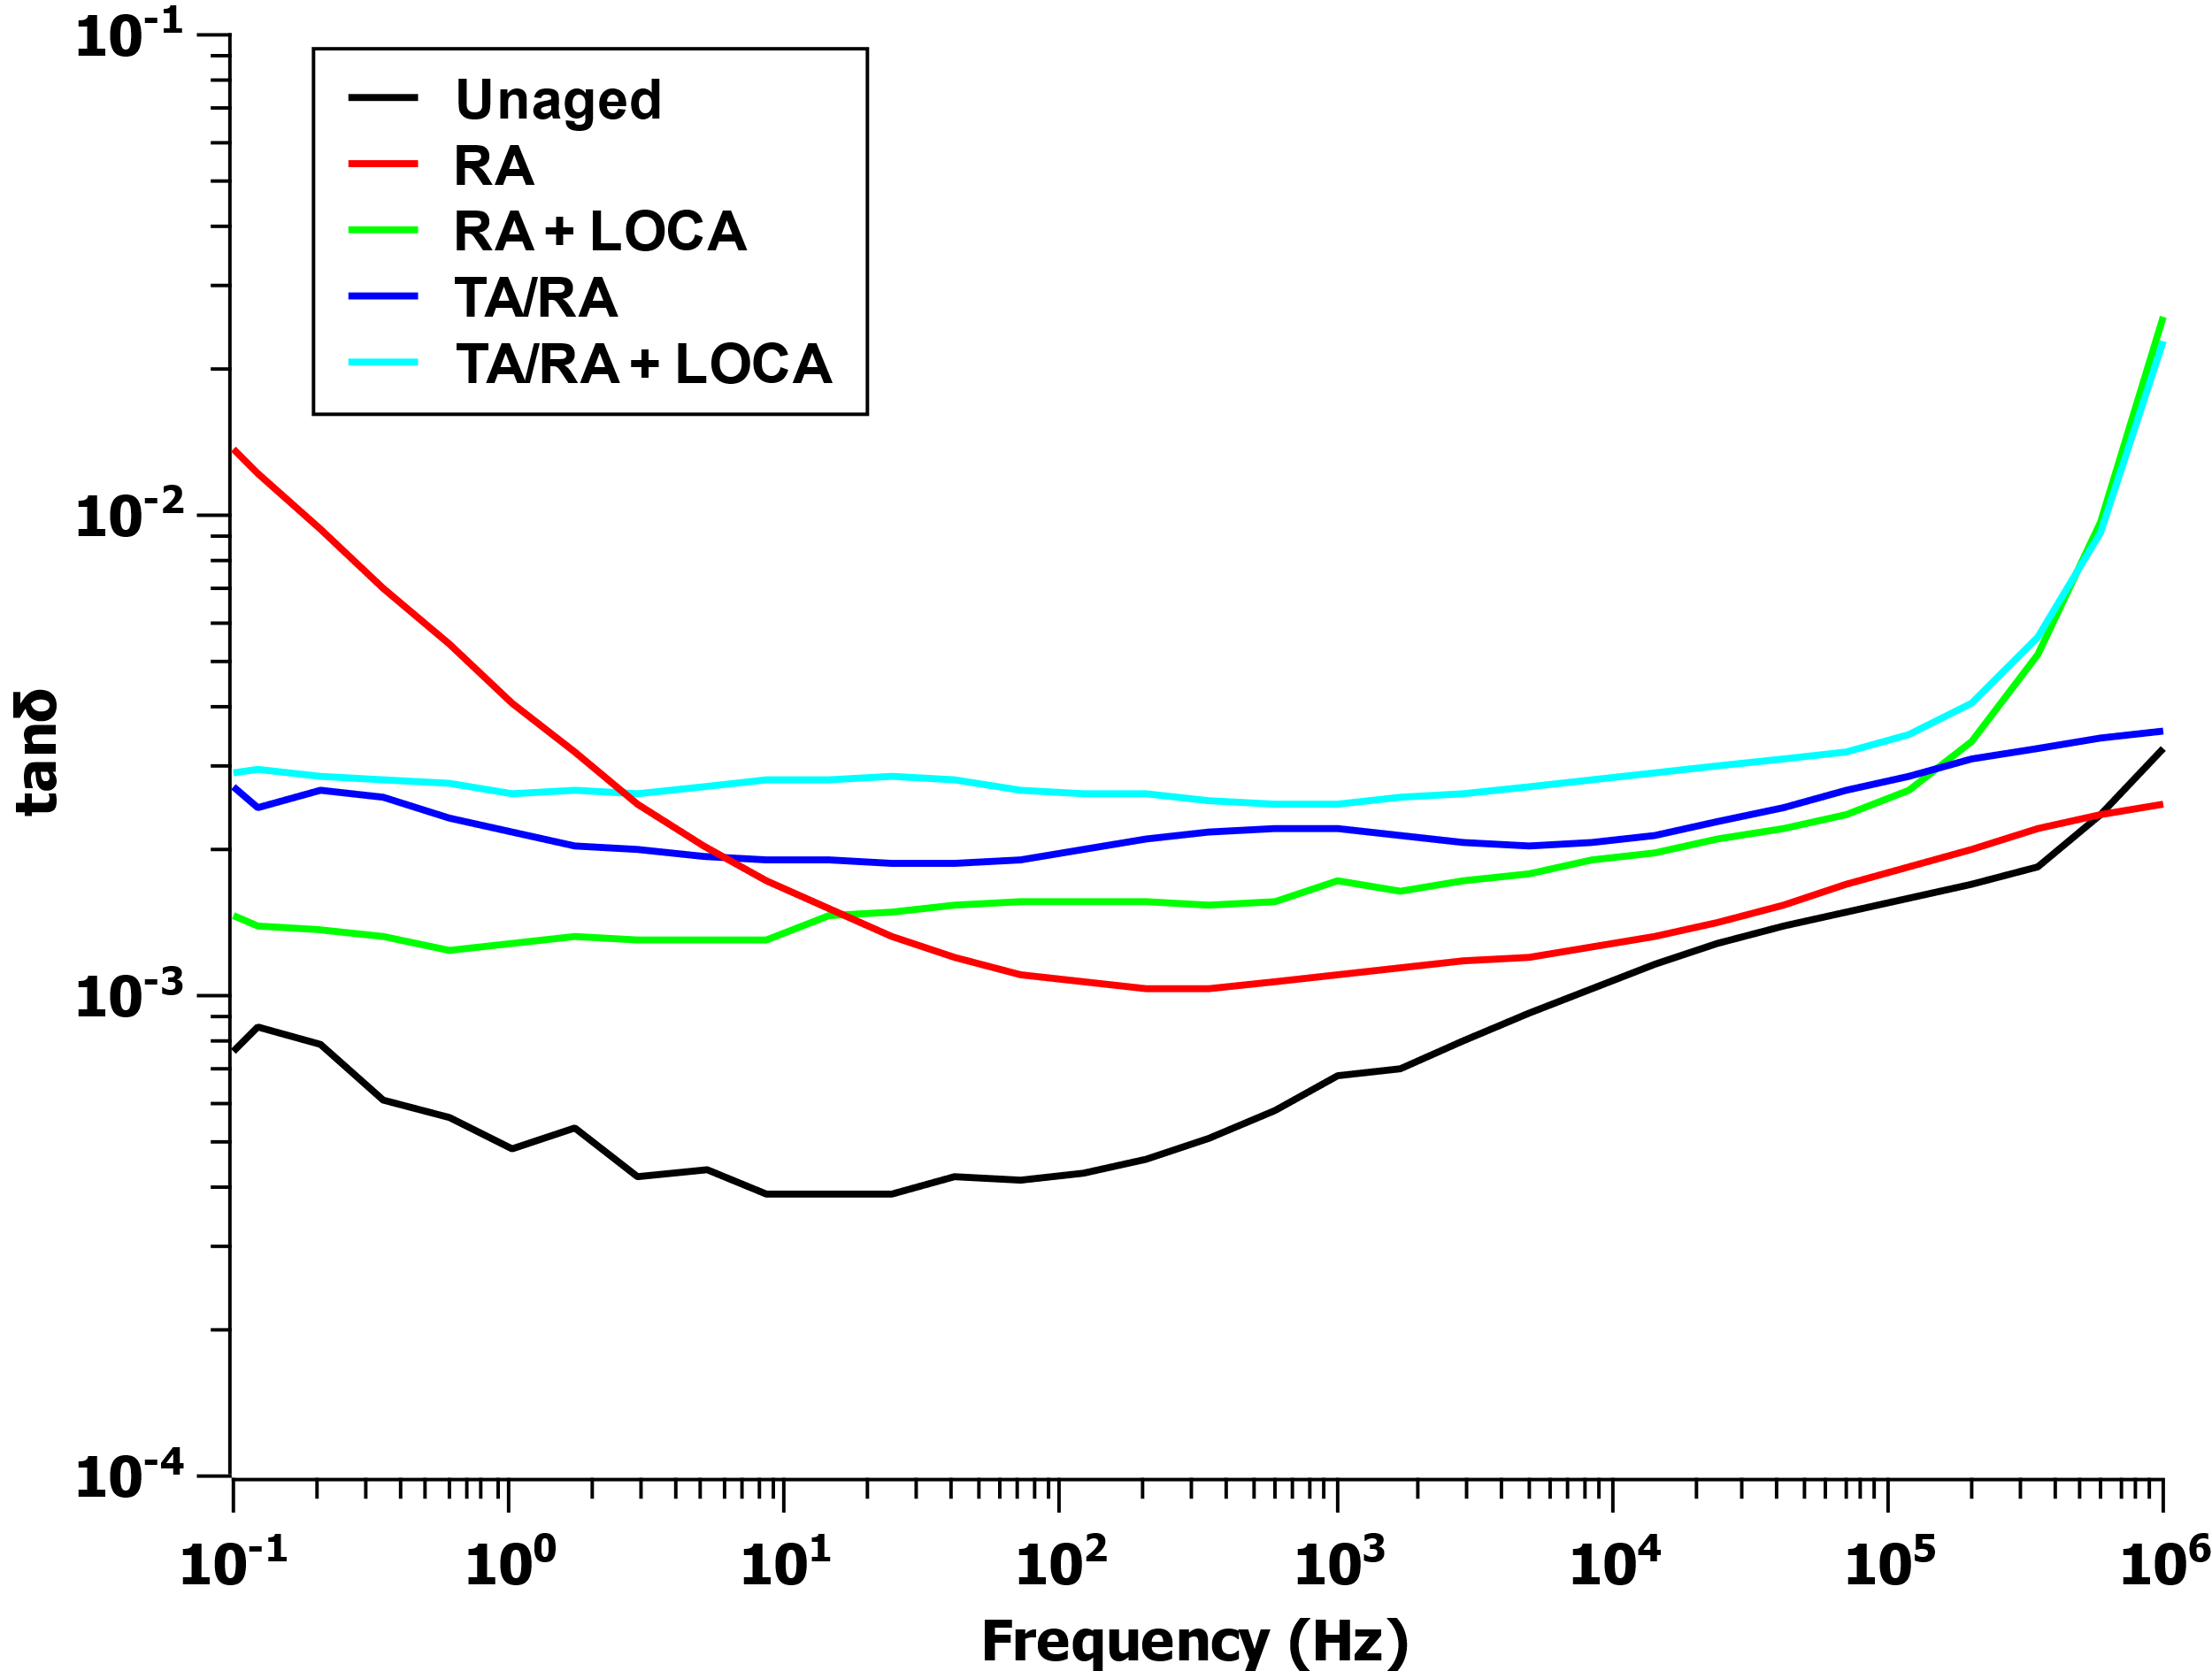 10⁻¹
Unaged
RA
RA + LOCA
TA/RA
TA/RA + LOCA
10⁻²
tanδ
10⁻³
10⁻⁴
10⁻¹ 10⁰ 10¹ 10² 10³ 10⁴ 10⁵ 10⁶
Frequency (Hz)